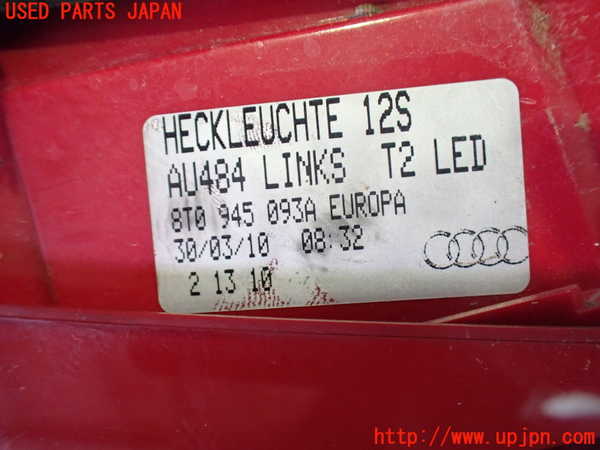 USED PARTS JAPAN
HECKLEUCHTE 12S
AU484 LINKS T2 LED
8T0 945 093A EUROPA
30/03/10 08:32
2 13 10
http://www.upjpn.com/